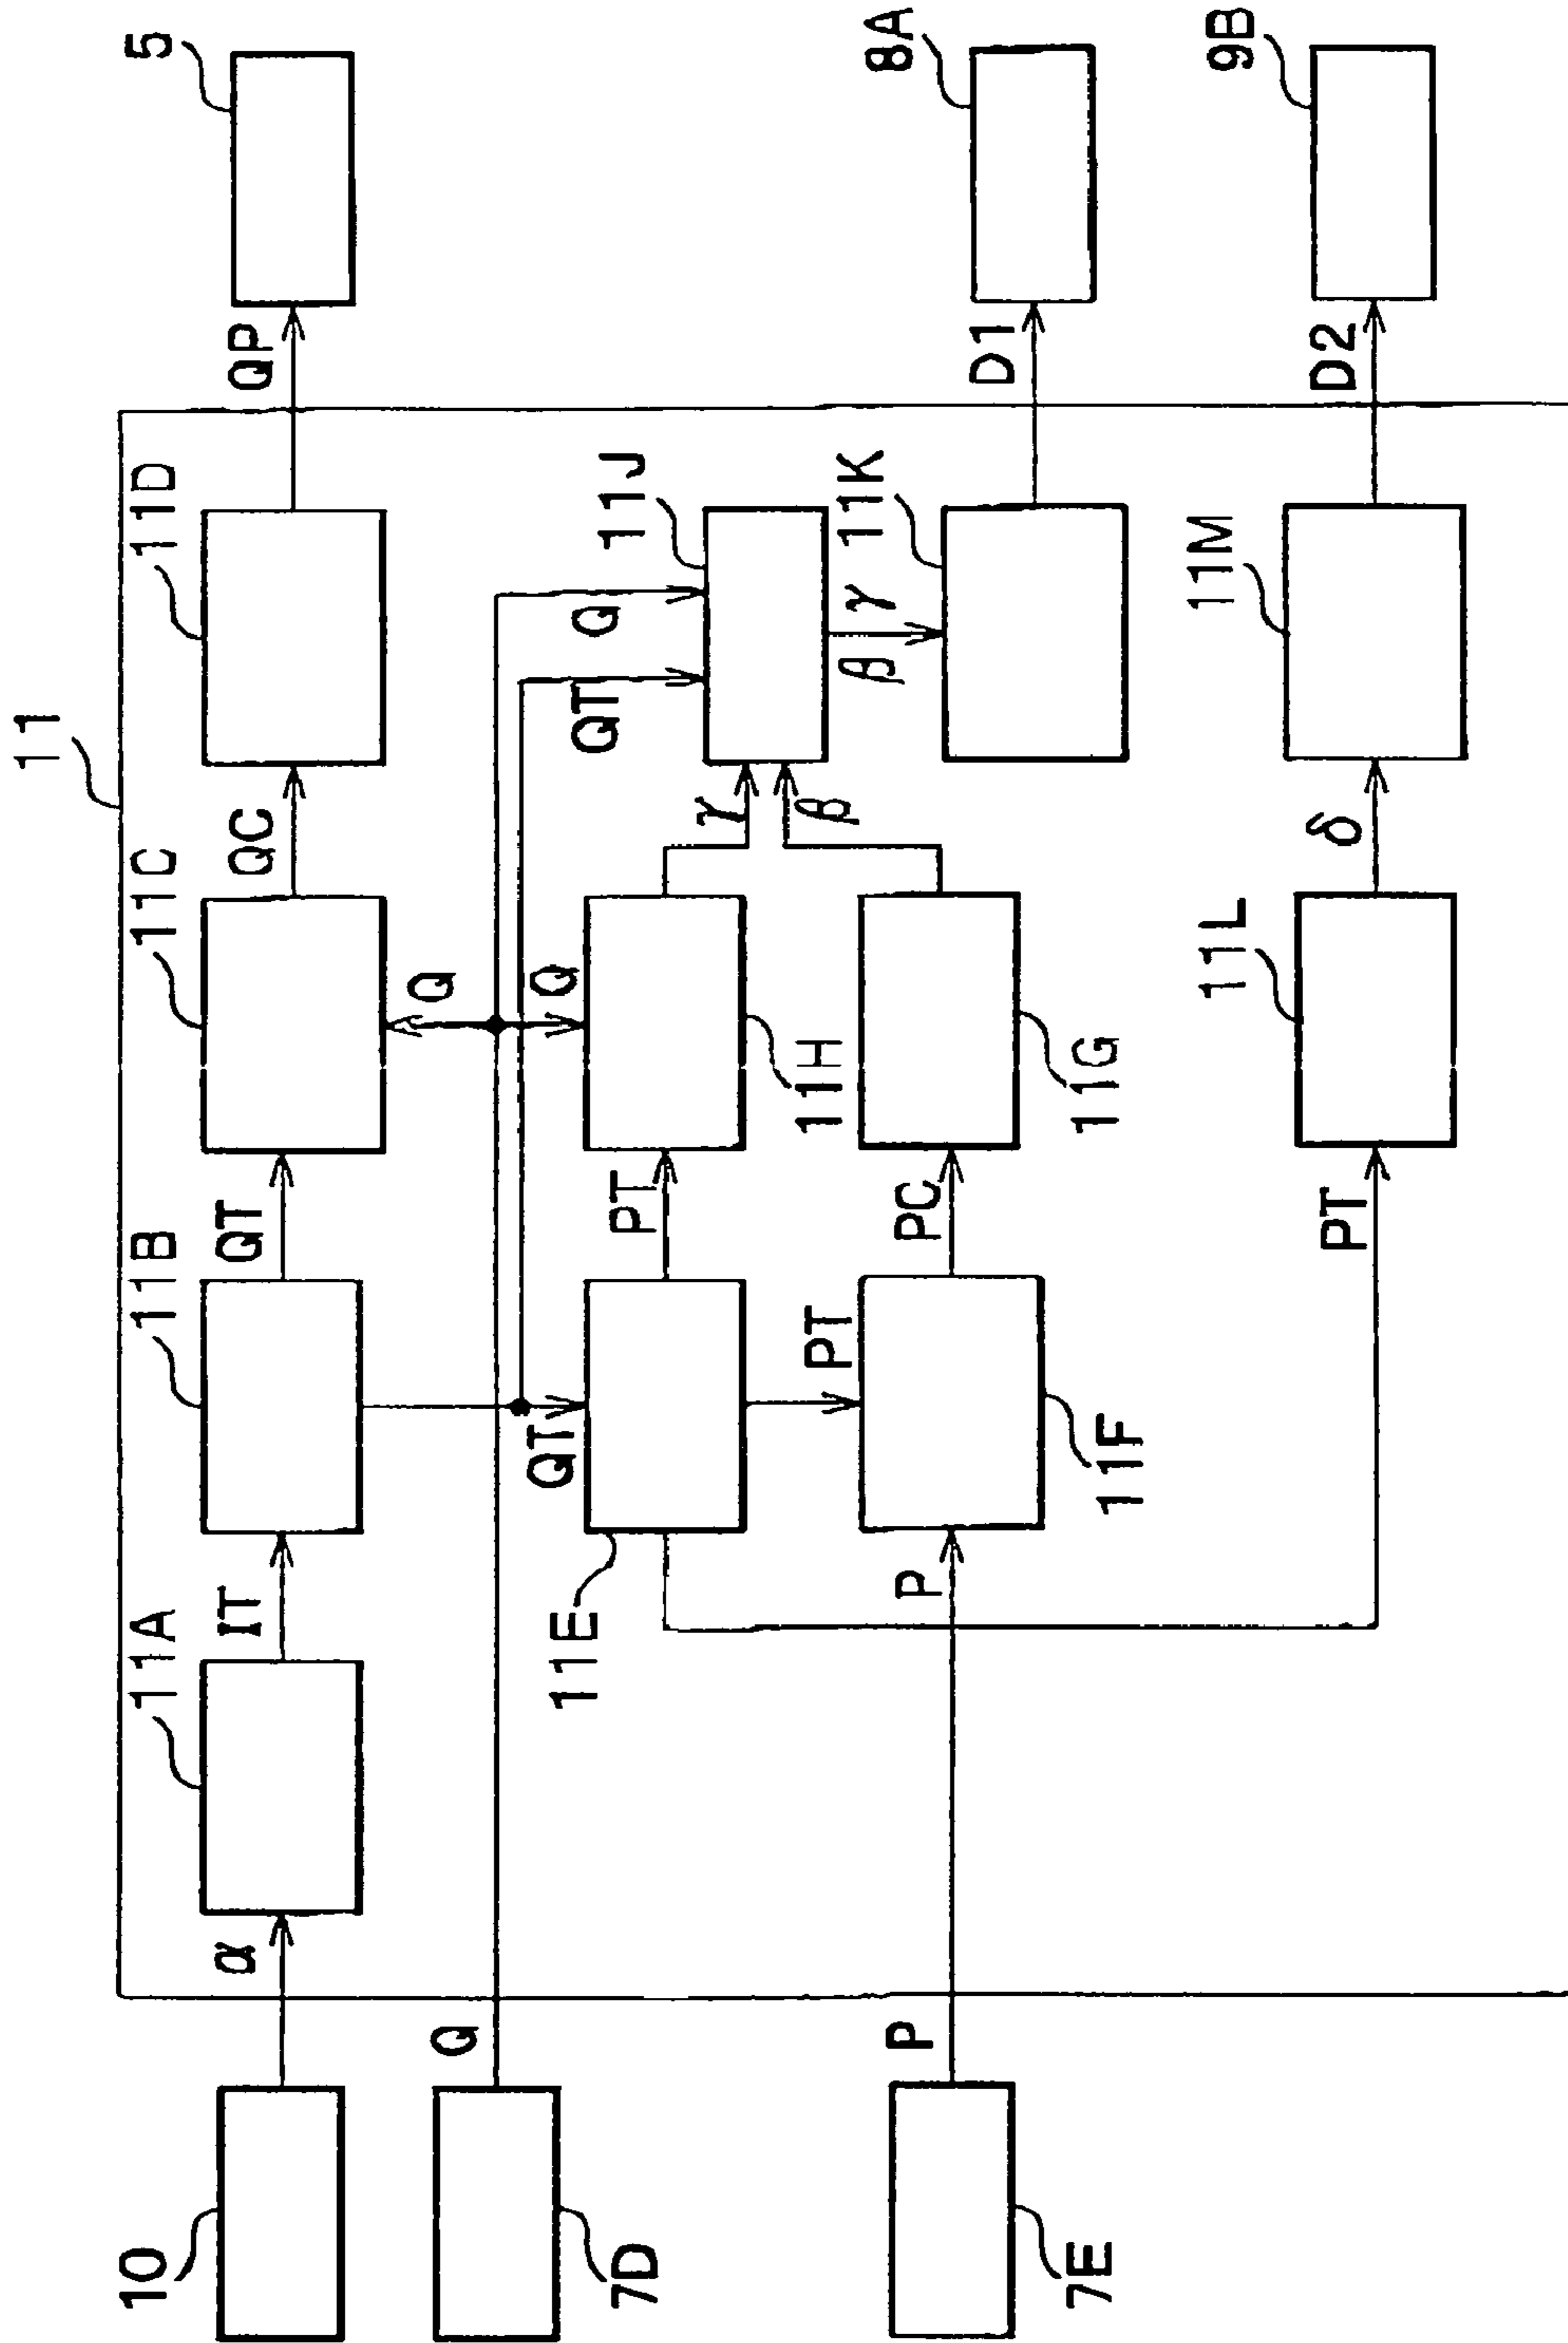 11
10
α
11A
IT
11B
QT
11C
QC
11D
QP
5
7D
Q
Q
Q
QT
QT
Q
11E
PT
11H
γ
β
11J
β
γ
11K
D1
8A
7E
P
P
PT
11F
PC
11G
PT
11L
δ
11M
D2
9B